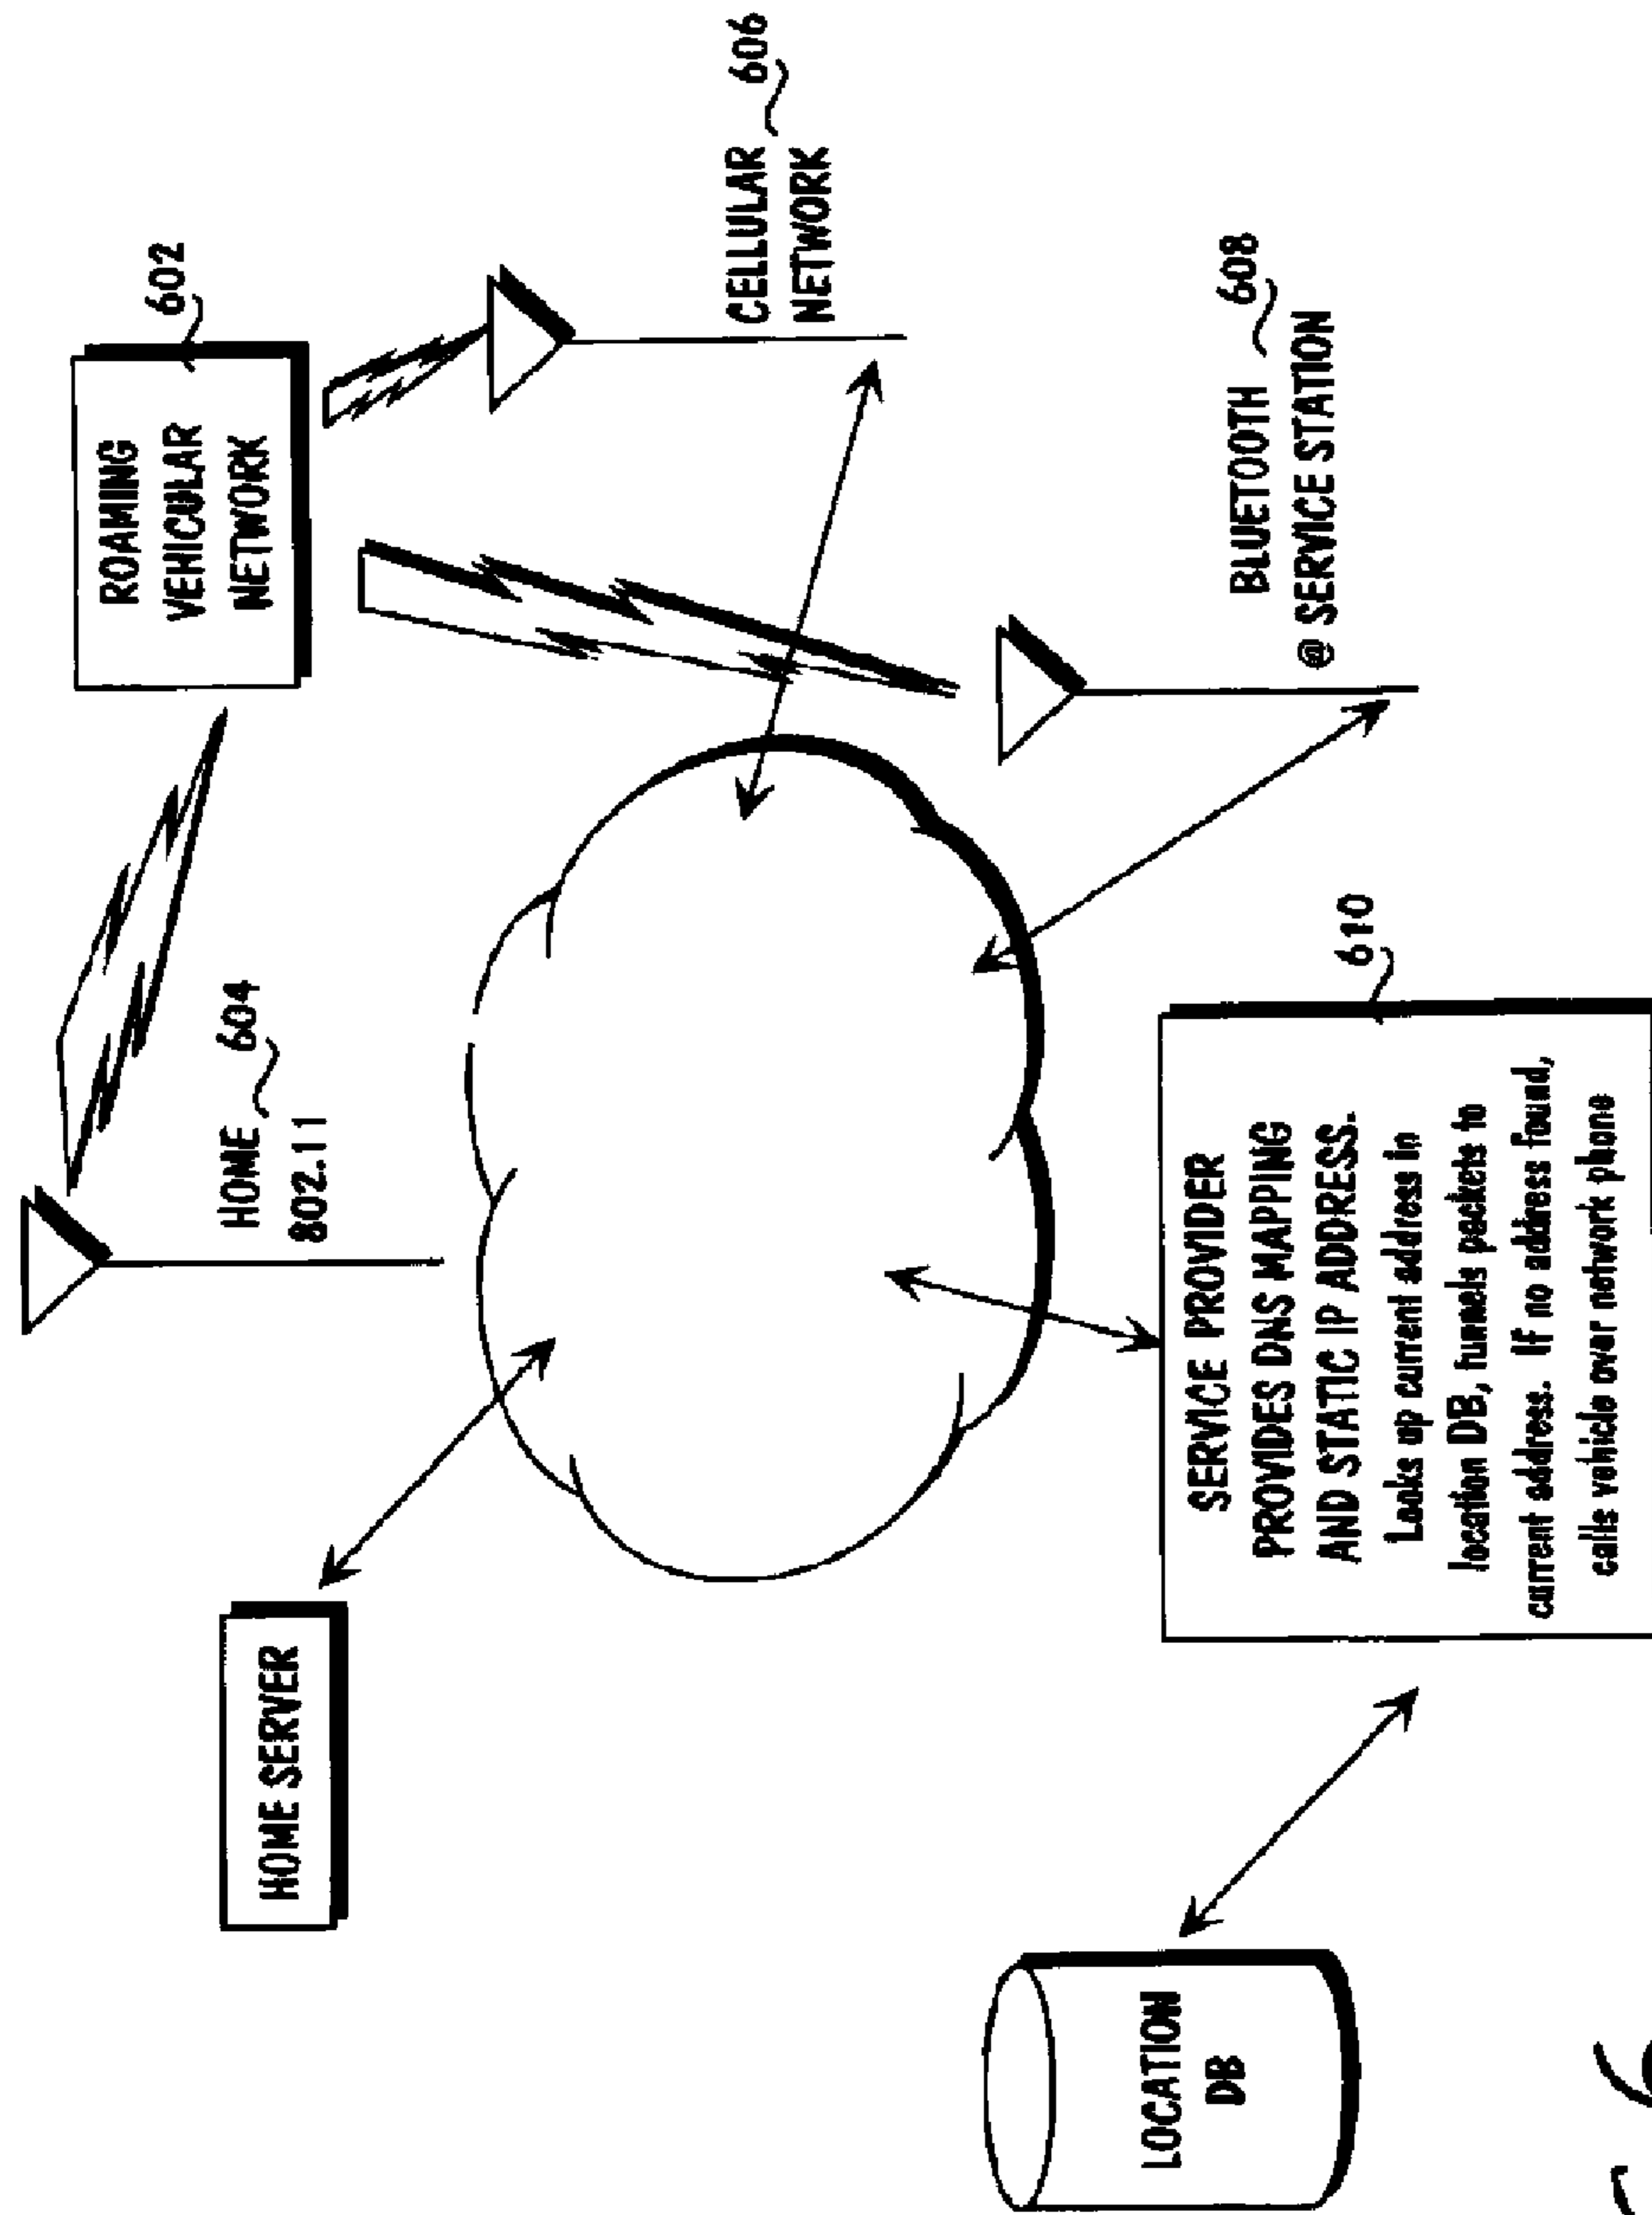 ROAMING
VEHICULAR
NETWORK
602
HOME 604
802.11
HOME SERVER
CELLULAR 606
NETWORK
BLUETOOTH 608
@ SERVICE STATION
610
SERVICE PROVIDER
PROVIDES DNS MAPPING
AND STATIC IP ADDRESS.
Looks up current address in
location DB, funnels packets to
current address. If no address found,
calls vehicle over network phone
LOCATION
DB